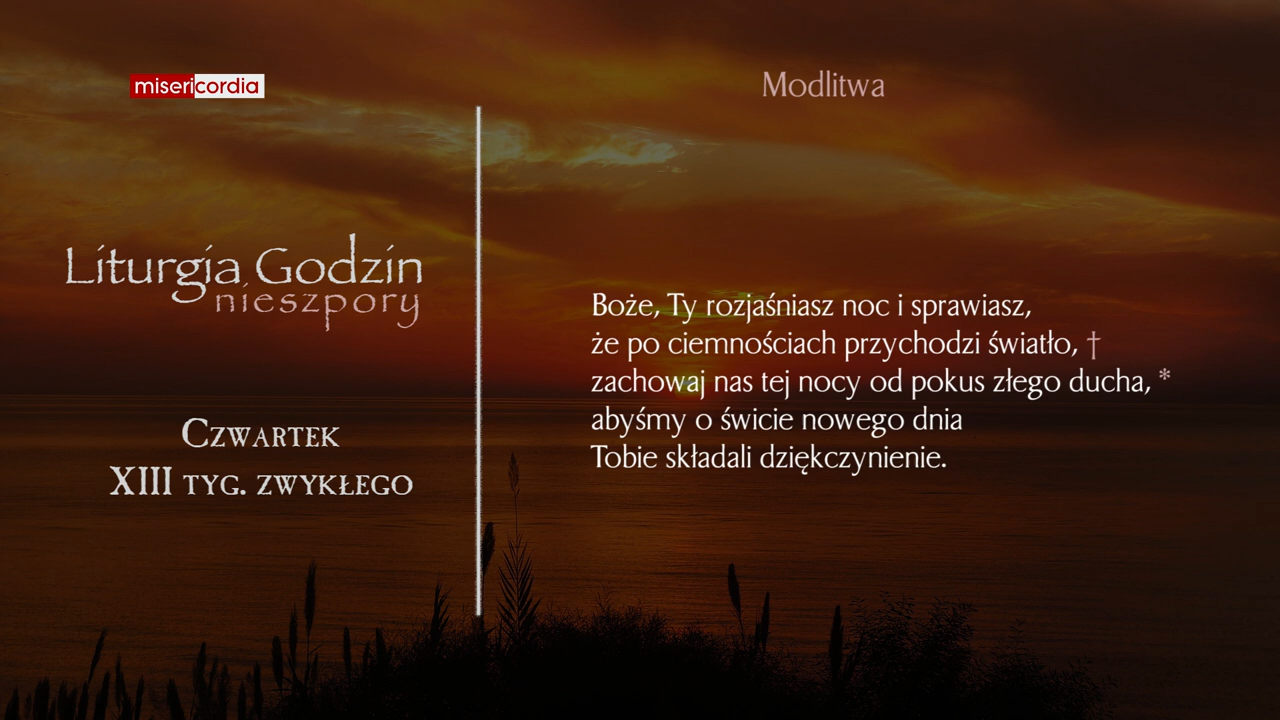 misericordia
Liturgia Godzin
nieszpory
Czwartek
XIII tyg. zwykłego
Modlitwa
Boże, Ty rozjaśniasz noc i sprawiasz,
że po ciemnościach przychodzi światło, †
zachowaj nas tej nocy od pokus złego ducha, *
abyśmy o świcie nowego dnia
Tobie składali dziękczynienie.